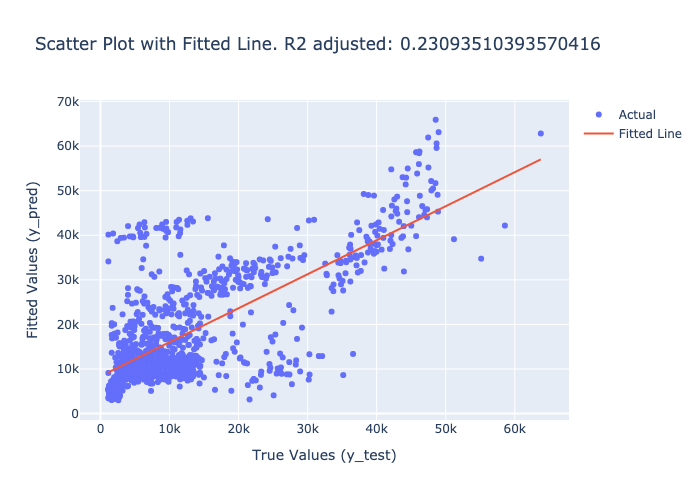 Scatter Plot with Fitted Line. R2 adjusted: 0.23093510393570416
70k
60k
50k
40k
30k
20k
10k
0
Fitted Values (y_pred)
0
10k
20k
30k
40k
50k
60k
True Values (y_test)
Actual
Fitted Line